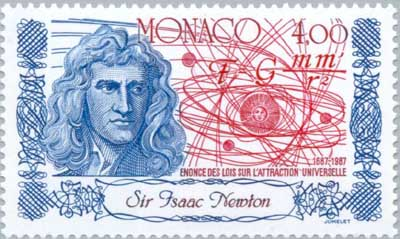 MONACO 4,00
F = G mm'/r²
1687-1987
ENONCE DES LOIS SUR L'ATTRACTION UNIVERSELLE
Sir Isaac Newton
JUMELET